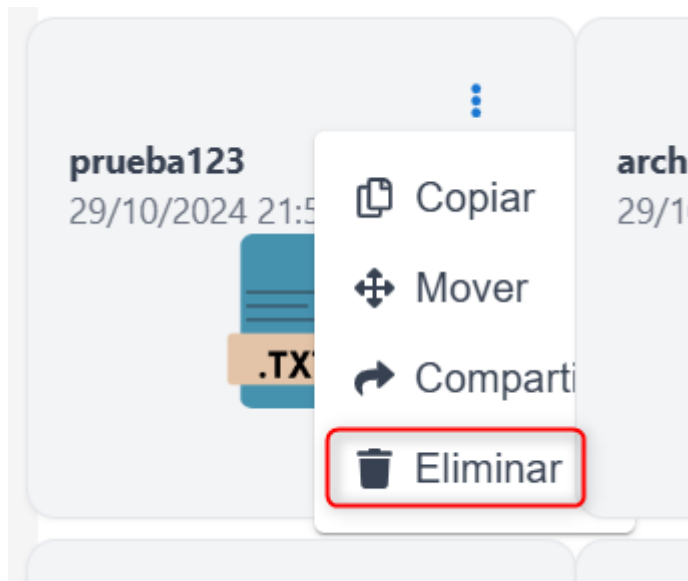 prueba123
29/10/2024 21:5
.TX
Copiar
Mover
Comparti
Eliminar
arch
29/1